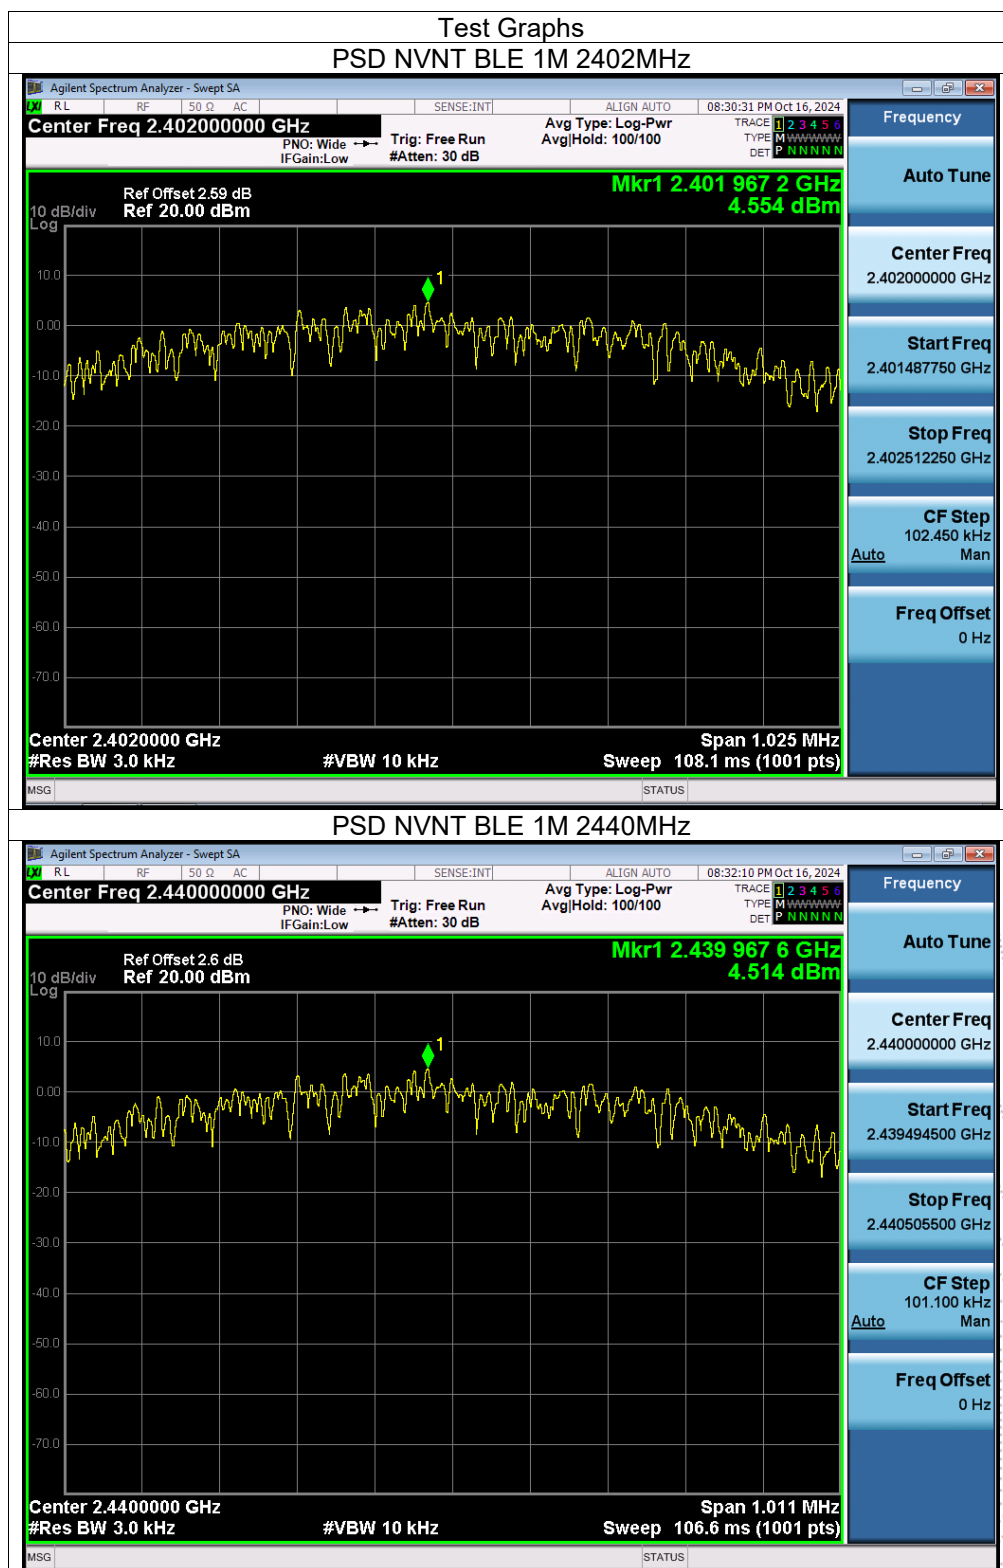 Test Graphs
PSD NVNT BLE 1M 2402MHz
Agilent Spectrum Analyzer - Swept SA
LXI RL RF 50 Ω AC SENSE:INT ALIGN AUTO 08:30:31 PM Oct 16, 2024
Center Freq 2.402000000 GHz
PNO: Wide
IFGain:Low
Trig: Free Run
#Atten: 30 dB
Avg Type: Log-Pwr
Avg|Hold: 100/100
TRACE 1 2 3 4 5 6
TYPE M WWWWW
DET P N N N N N
Frequency
Auto Tune
Center Freq
2.402000000 GHz
Start Freq
2.401487750 GHz
Stop Freq
2.402512250 GHz
CF Step
102.450 kHz
Auto Man
Freq Offset
0 Hz
Mkr1 2.401 967 2 GHz
4.554 dBm
Ref Offset 2.59 dB
10 dB/div Ref 20.00 dBm
Log
1
10.0
0.00
-10.0
-20.0
-30.0
-40.0
-50.0
-60.0
-70.0
Center 2.4020000 GHz Span 1.025 MHz
#Res BW 3.0 kHz #VBW 10 kHz Sweep 108.1 ms (1001 pts)
MSG STATUS
PSD NVNT BLE 1M 2440MHz
Agilent Spectrum Analyzer - Swept SA
LXI RL RF 50 Ω AC SENSE:INT ALIGN AUTO 08:32:10 PM Oct 16, 2024
Center Freq 2.440000000 GHz
PNO: Wide
IFGain:Low
Trig: Free Run
#Atten: 30 dB
Avg Type: Log-Pwr
Avg|Hold: 100/100
TRACE 1 2 3 4 5 6
TYPE M WWWWW
DET P N N N N N
Frequency
Auto Tune
Center Freq
2.440000000 GHz
Start Freq
2.439494500 GHz
Stop Freq
2.440505500 GHz
CF Step
101.100 kHz
Auto Man
Freq Offset
0 Hz
Mkr1 2.439 967 6 GHz
4.514 dBm
Ref Offset 2.6 dB
10 dB/div Ref 20.00 dBm
Log
1
10.0
0.00
-10.0
-20.0
-30.0
-40.0
-50.0
-60.0
-70.0
Center 2.4400000 GHz Span 1.011 MHz
#Res BW 3.0 kHz #VBW 10 kHz Sweep 106.6 ms (1001 pts)
MSG STATUS